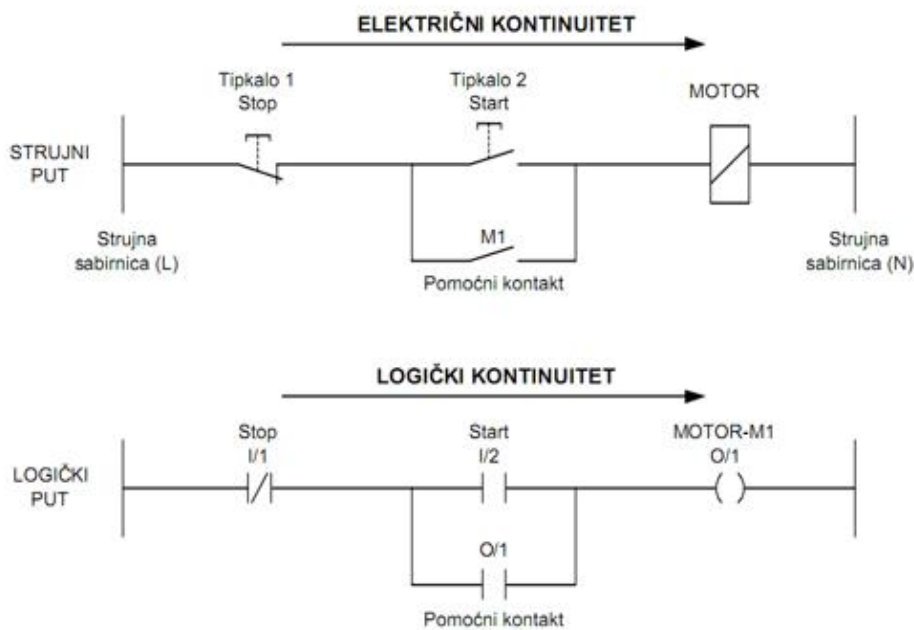 ELEKTRIČNI KONTINUITET
Tipkalo 1
Stop
Tipkalo 2
Start
MOTOR
STRUJNI
PUT
Strujna
sabirnica (L)
M1
Pomoćni kontakt
Strujna
sabirnica (N)
LOGIČKI KONTINUITET
Stop
I/1
Start
I/2
MOTOR-M1
O/1
LOGIČKI
PUT
O/1
Pomoćni kontakt